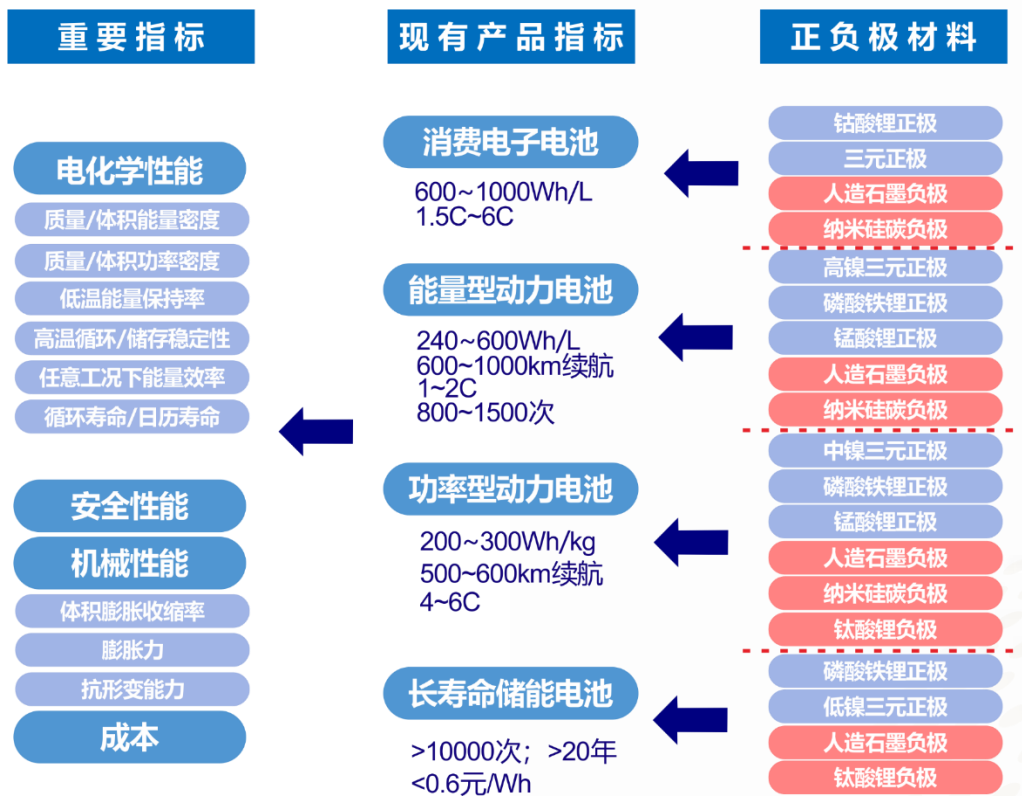 重要指标
电化学性能
质量/体积能量密度
质量/体积功率密度
低温能量保持率
高温循环/储存稳定性
任意工况下能量效率
循环寿命/日历寿命
安全性能
机械性能
体积膨胀收缩率
膨胀力
抗形变能力
成本
现有产品指标
消费电子电池
600~1000Wh/L
1.5C~6C
能量型动力电池
240~600Wh/L
600~1000km续航
1~2C
800~1500次
功率型动力电池
200~300Wh/kg
500~600km续航
4~6C
长寿命储能电池
>10000次；>20年
<0.6元/Wh
正负极材料
钴酸锂正极
三元正极
人造石墨负极
纳米硅碳负极
高镍三元正极
磷酸铁锂正极
锰酸锂正极
人造石墨负极
纳米硅碳负极
中镍三元正极
磷酸铁锂正极
锰酸锂正极
人造石墨负极
纳米硅碳负极
钛酸锂负极
磷酸铁锂正极
低镍三元正极
人造石墨负极
钛酸锂负极